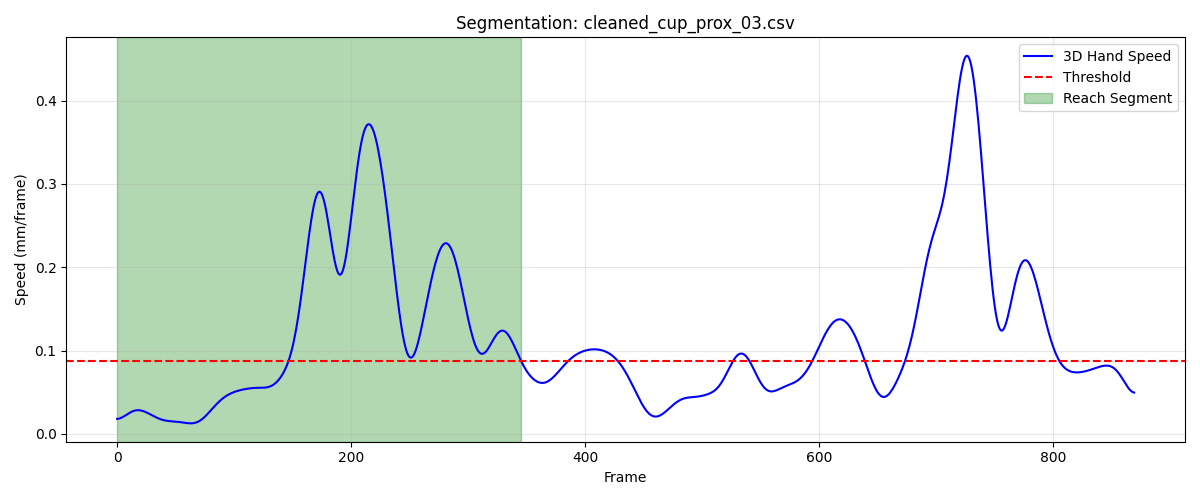 Segmentation: cleaned_cup_prox_03.csv
3D Hand Speed
Threshold
Reach Segment
Speed (mm/frame)
0.4
0.3
0.2
0.1
0.0
0 200 400 600 800
Frame